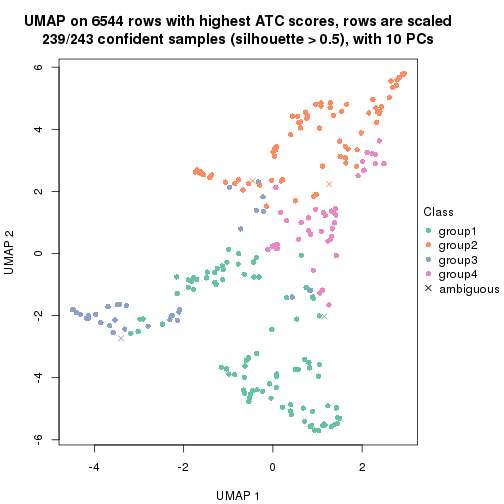 UMAP on 6544 rows with highest ATC scores, rows are scaled
239/243 confident samples (silhouette > 0.5), with 10 PCs
6
4
2
0
-2
-4
-6
UMAP 2
-4
-2
0
2
UMAP 1
Class
group1
group2
group3
group4
ambiguous